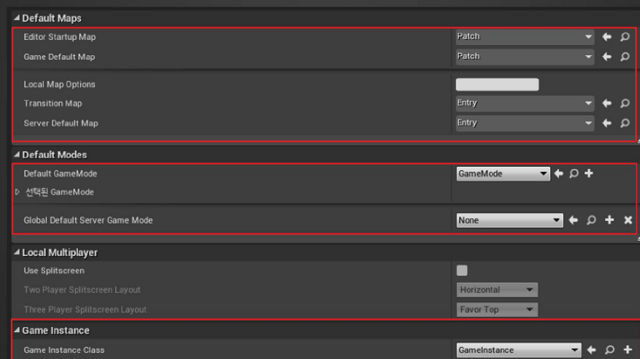 Default Maps
Editor Startup Map Patch
Game Default Map Patch
Local Map Options
Transition Map Entry
Server Default Map Entry
Default Modes
Default GameMode GameMode
선택된 GameMode
Global Default Server Game Mode None
Local Multiplayer
Use Splitscreen
Two Player Splitscreen Layout Horizontal
Three Player Splitscreen Layout Favor Top
Game Instance
Game Instance Class GameInstance